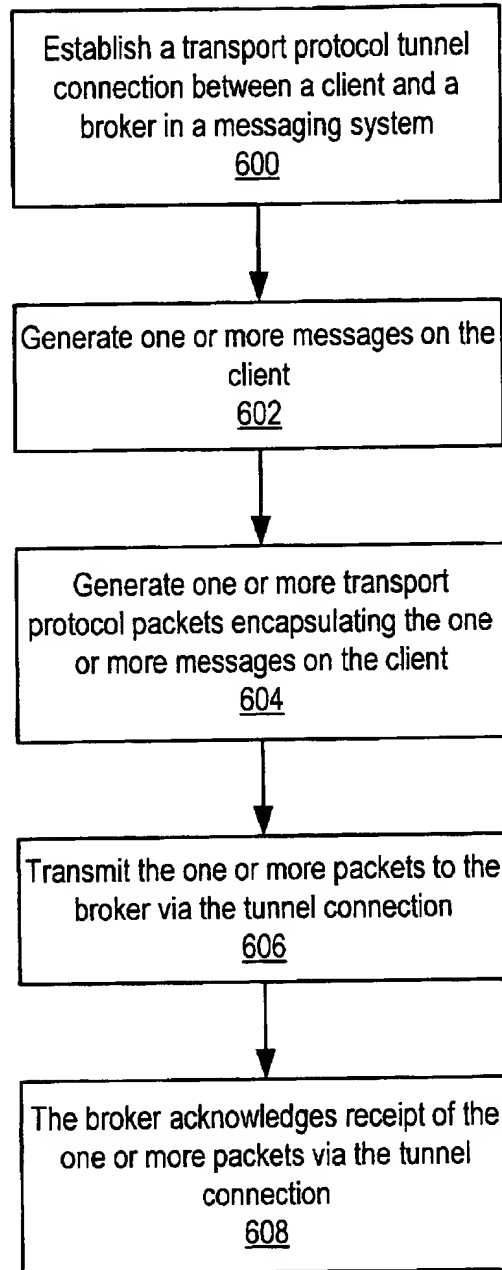 Establish a transport protocol tunnel
connection between a client and a
broker in a messaging system
600
Generate one or more messages on the
client
602
Generate one or more transport
protocol packets encapsulating the one
or more messages on the client
604
Transmit the one or more packets to the
broker via the tunnel connection
606
The broker acknowledges receipt of the
one or more packets via the tunnel
connection
608